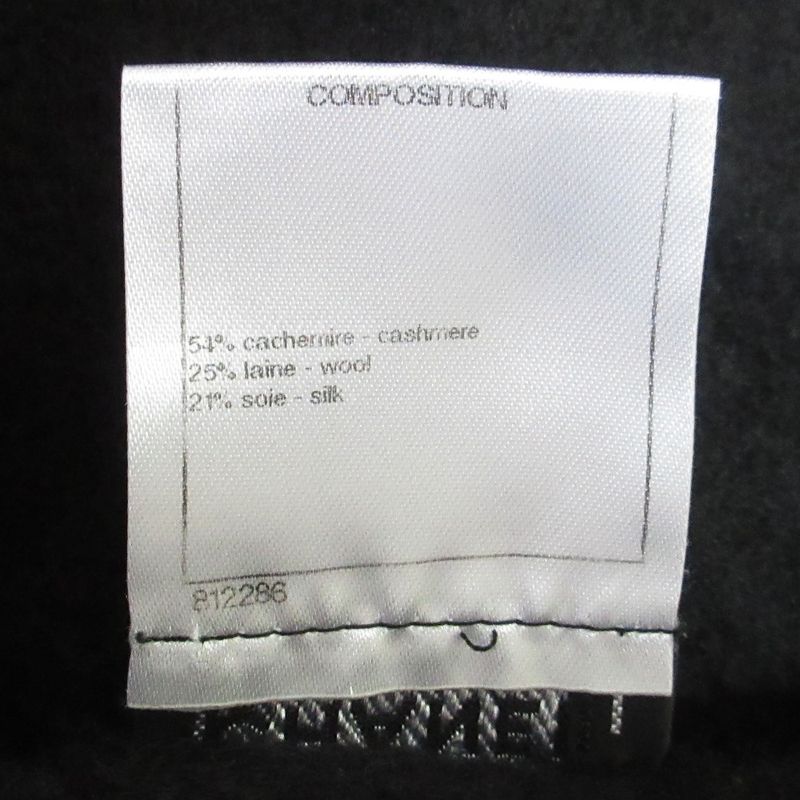 COMPOSITION
54% cachemire - cashmere
25% laine - wool
21% soie - silk
812286